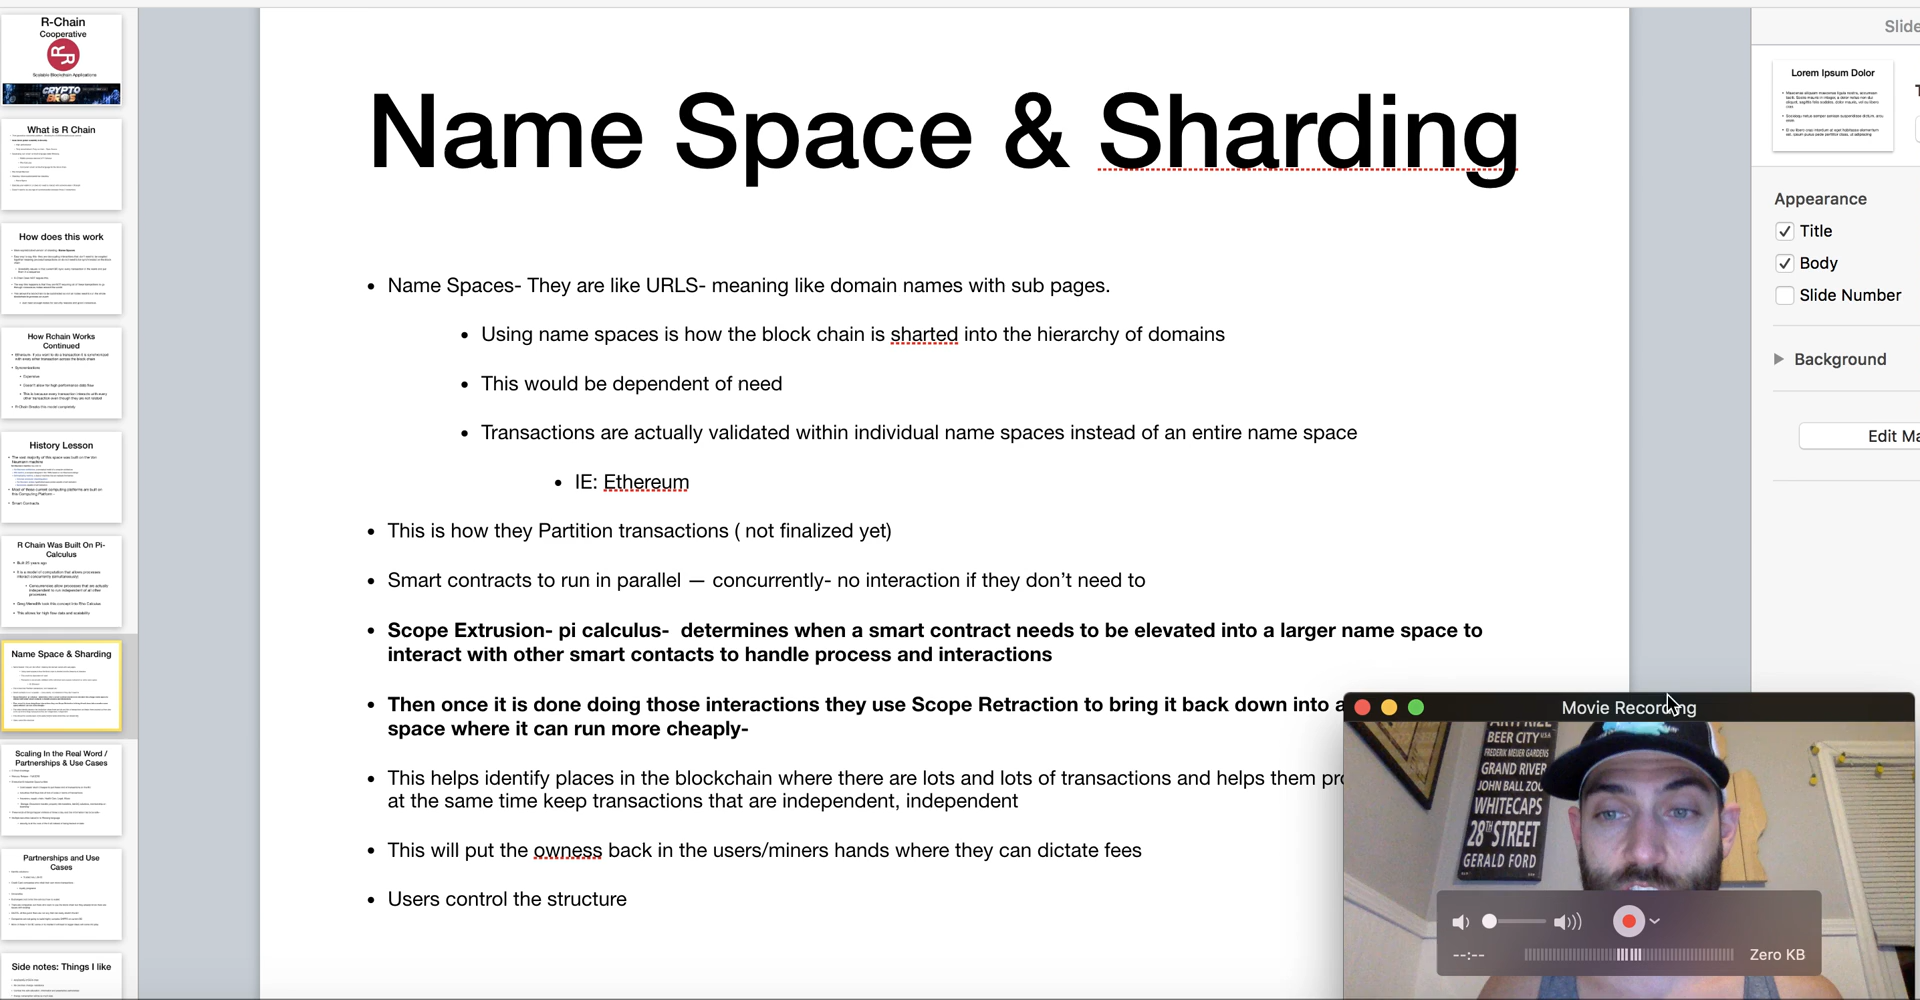 R-Chain
Cooperative
Scalable Blockchain Applications
CRYPTO
BROS
What is R Chain
How does this work
How Rchain Works
Continued
History Lesson
R Chain Was Built On Pi-
Calculus
Name Space & Sharding
Scaling In the Real Word /
Partnerships & Use Cases
Partnerships and Use
Cases
Side notes: Things I like
Name Space & Sharding
• Name Spaces- They are like URLS- meaning like domain names with sub pages.
• Using name spaces is how the block chain is sharted into the hierarchy of domains
• This would be dependent of need
• Transactions are actually validated within individual name spaces instead of an entire name space
• IE: Ethereum
• This is how they Partition transactions ( not finalized yet)
• Smart contracts to run in parallel — concurrently- no interaction if they don’t need to
• Scope Extrusion- pi calculus- determines when a smart contract needs to be elevated into a larger name space to
interact with other smart contacts to handle process and interactions
• Then once it is done doing those interactions they use Scope Retraction to bring it back down into a
space where it can run more cheaply-
• This helps identify places in the blockchain where there are lots and lots of transactions and helps them pro
at the same time keep transactions that are independent, independent
• This will put the owness back in the users/miners hands where they can dictate fees
• Users control the structure
Slide
Lorem Ipsum Dolor
Appearance
Title
Body
Slide Number
Background
Edit Ma
Movie Recording
BEER CITY USA
FREDERIK MEIJER GARDENS
GRAND RIVER
JOHN BALL ZOO
WHITECAPS
28TH STREET
GERALD FORD
--:--
Zero KB